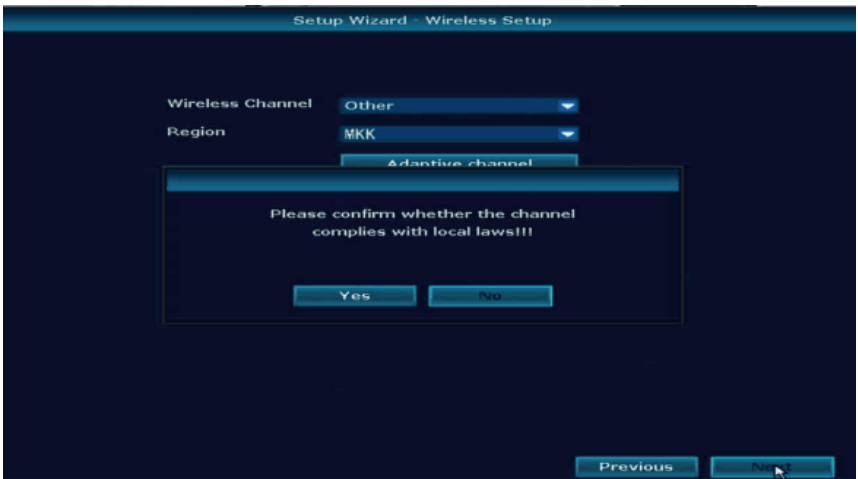 Setup Wizard - Wireless Setup
Wireless Channel Other
Region MKK
Adaptive channel
Please confirm whether the channel
complies with local laws!!!
Yes No
Previous Next